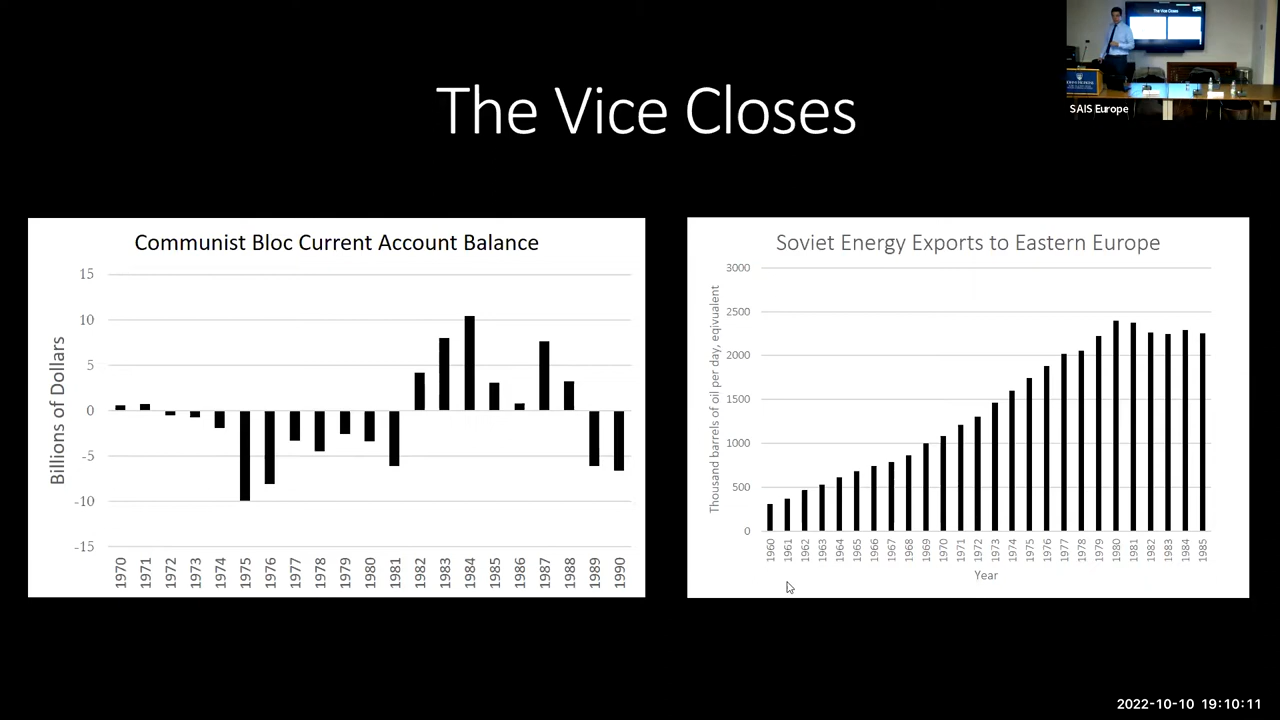 The Vice Closes
The Vice Closes
SAIS Europe
Communist Bloc Current Account Balance
Billions of Dollars
15
10
5
0
-5
-10
-15
1970 1971 1972 1973 1974 1975 1976 1977 1978 1979 1980 1981 1982 1983 1984 1985 1986 1987 1988 1989 1990
Soviet Energy Exports to Eastern Europe
Thousand barrels of oil per day, eqivualent
3000
2500
2000
1500
1000
500
0
1960 1961 1962 1963 1964 1965 1966 1967 1968 1969 1970 1971 1972 1973 1974 1975 1976 1977 1978 1979 1980 1981 1982 1983 1984 1985
Year
2022-10-10 19:10:11